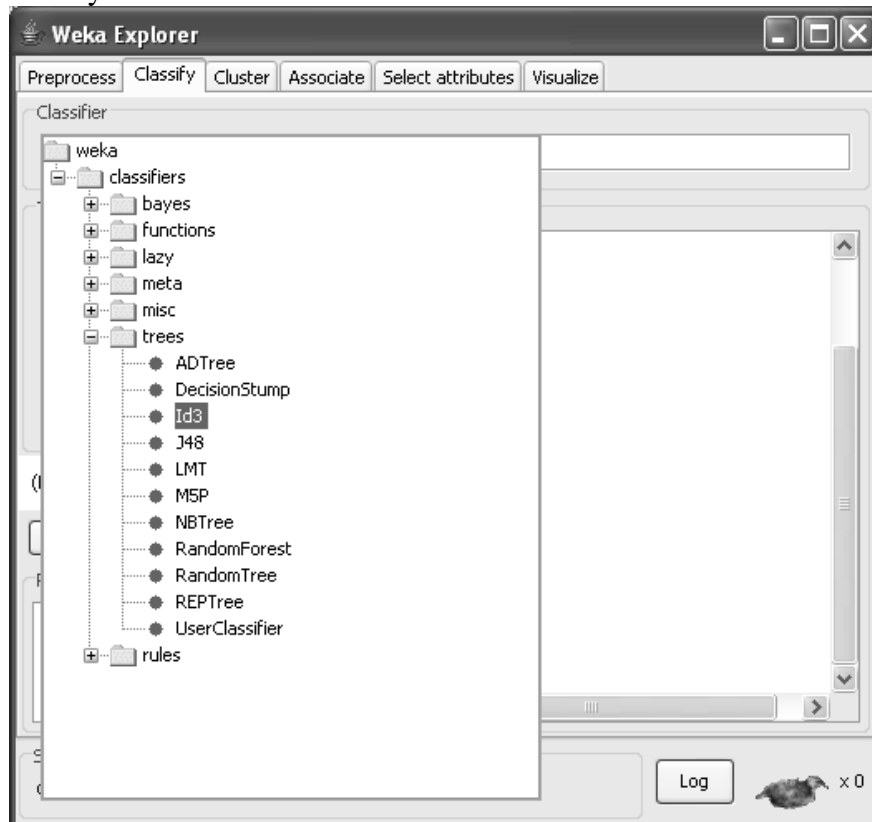 Weka Explorer
Preprocess Classify Cluster Associate Select attributes Visualize
Classifier
weka
classifiers
bayes
functions
lazy
meta
misc
trees
ADTree
DecisionStump
Id3
J48
LMT
M5P
NBTree
RandomForest
RandomTree
REPTree
UserClassifier
rules
Log
x 0